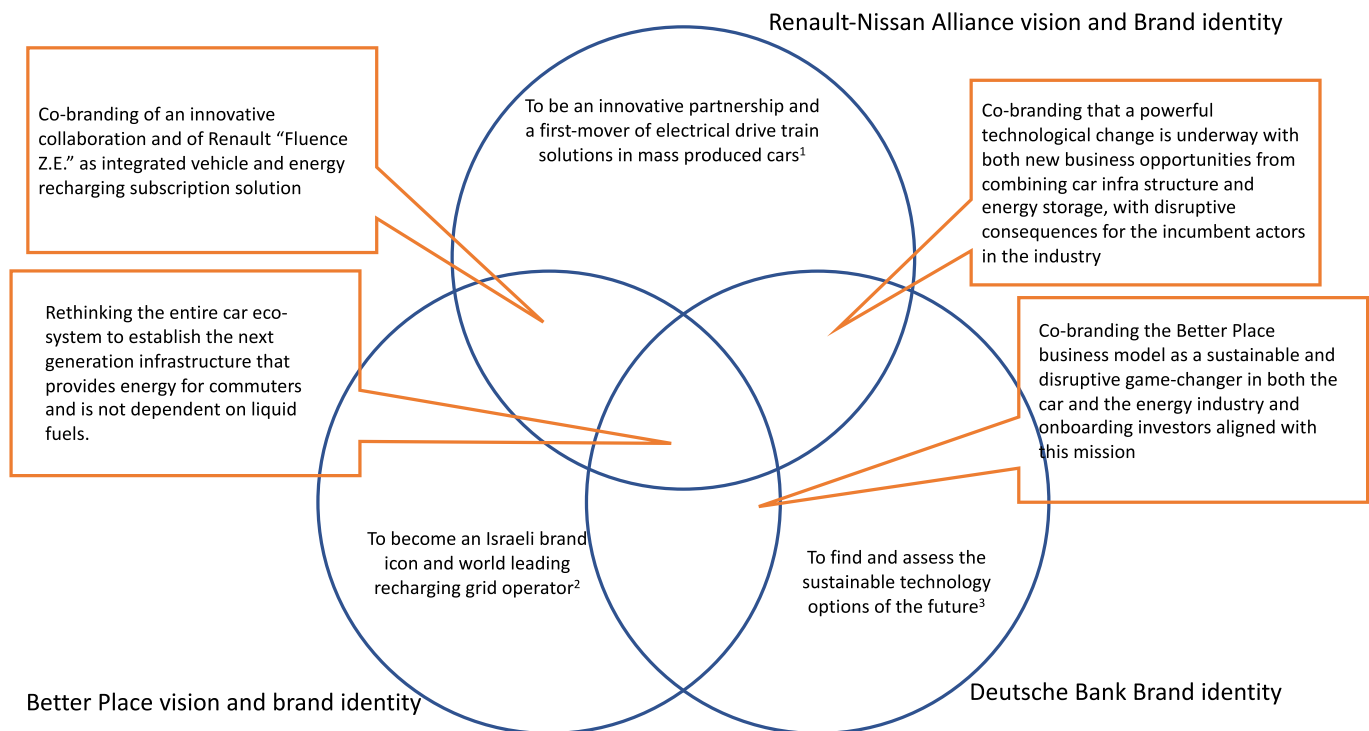 Renault-Nissan Alliance vision and Brand identity
Co-branding of an innovative
collaboration and of Renault “Fluence
Z.E.” as integrated vehicle and energy
recharging subscription solution
To be an innovative partnership and
a first-mover of electrical drive train
solutions in mass produced cars1
Co-branding that a powerful
technological change is underway with
both new business opportunities from
combining car infra structure and
energy storage, with disruptive
consequences for the incumbent actors
in the industry
Rethinking the entire car eco-
system to establish the next
generation infrastructure that
provides energy for commuters
and is not dependent on liquid
fuels.
Co-branding the Better Place
business model as a sustainable and
disruptive game-changer in both the
car and the energy industry and
onboarding investors aligned with
this mission
To become an Israeli brand
icon and world leading
recharging grid operator2
To find and assess the
sustainable technology
options of the future3
Better Place vision and brand identity
Deutsche Bank Brand identity